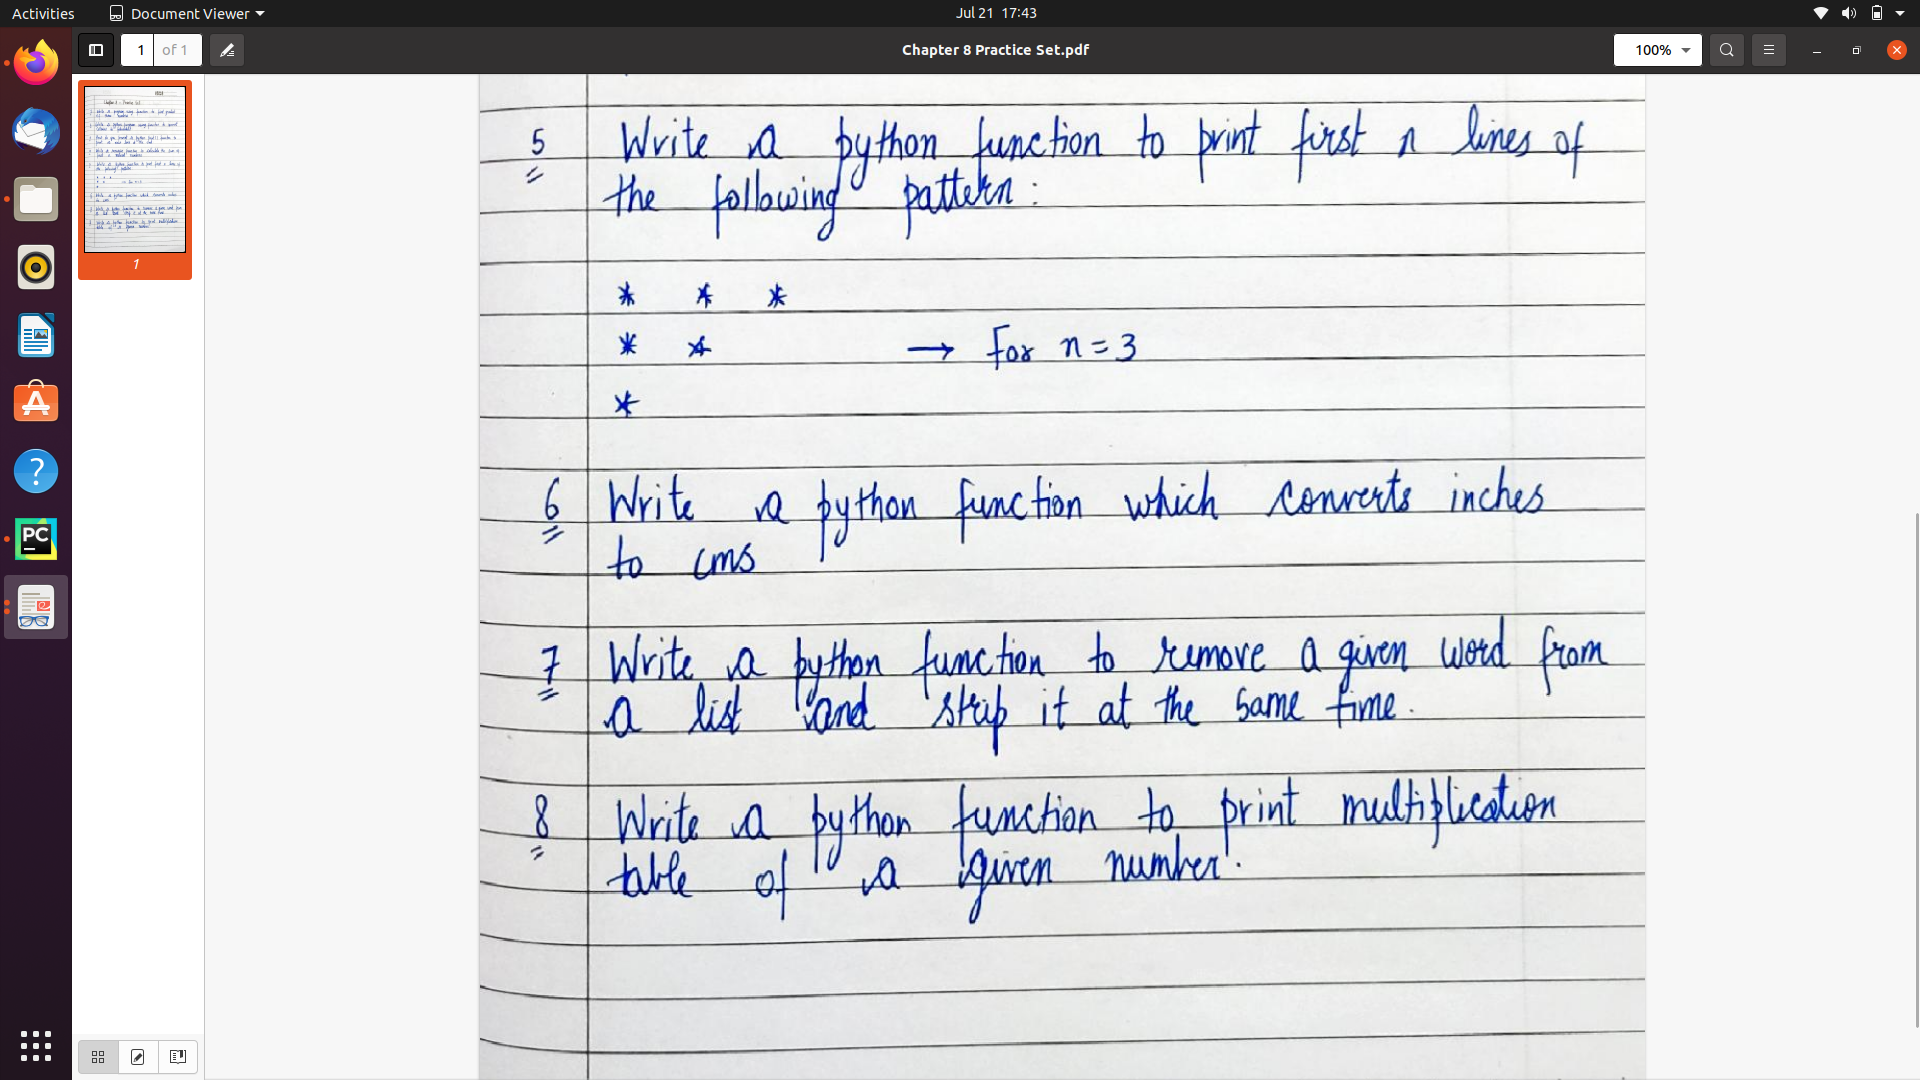 Activities
Document Viewer
Jul 21 17:43
1 of 1
Chapter 8 Practice Set.pdf
100%
1
5 Write a python function to print first n lines of
the following pattern :
* * *
* * → For n = 3
*
6 Write a python function which converts inches
to cms
7 Write a python function to remove a given word from
a list and strip it at the same time.
8 Write a python function to print multiplication
table of a given number.
PC